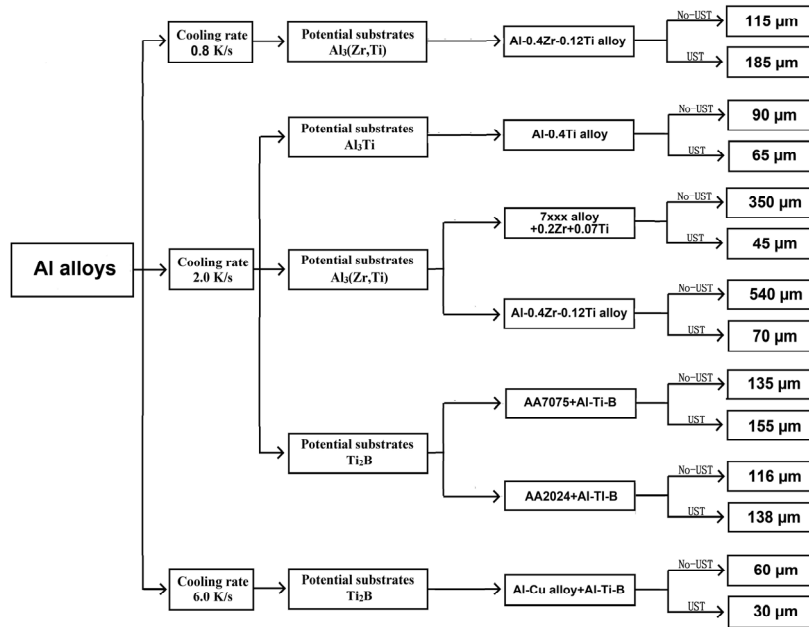 Al alloys
Cooling rate
0.8 K/s
Potential substrates
Al₃(Zr,Ti)
Al-0.4Zr-0.12Ti alloy
No-UST
115 µm
UST
185 µm
Cooling rate
2.0 K/s
Potential substrates
Al₃Ti
Al-0.4Ti alloy
No-UST
90 µm
UST
65 µm
Potential substrates
Al₃(Zr,Ti)
7xxx alloy
+0.2Zr+0.07Ti
No-UST
350 µm
UST
45 µm
Al-0.4Zr-0.12Ti alloy
No-UST
540 µm
UST
70 µm
Potential substrates
Ti₂B
AA7075+Al-Ti-B
No-UST
135 µm
UST
155 µm
AA2024+Al-TI-B
No-UST
116 µm
UST
138 µm
Cooling rate
6.0 K/s
Potential substrates
Ti₂B
Al-Cu alloy+Al-Ti-B
No-UST
60 µm
UST
30 µm